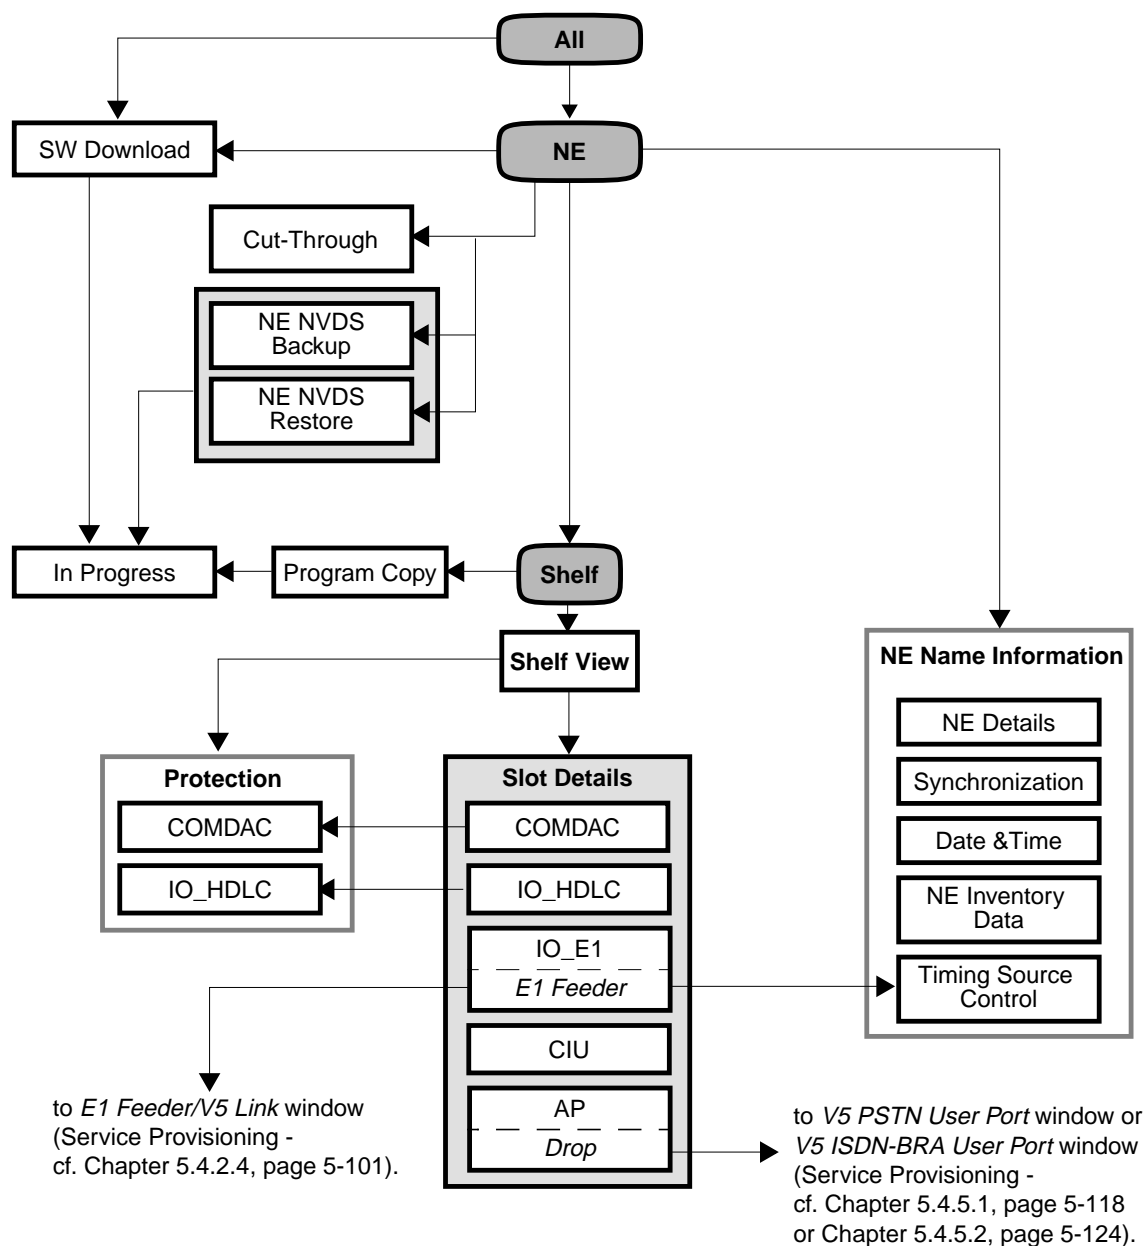 All
SW Download
NE
Cut-Through
NE NVDS
Backup
NE NVDS
Restore
In Progress
Program Copy
Shelf
Shelf View
NE Name Information
NE Details
Synchronization
Date &Time
NE Inventory
Data
Timing Source
Control
Protection
COMDAC
IO_HDLC
Slot Details
COMDAC
IO_HDLC
IO_E1
E1 Feeder
CIU
AP
Drop
to E1 Feeder/V5 Link window
(Service Provisioning -
cf. Chapter 5.4.2.4, page 5-101).
to V5 PSTN User Port window or
V5 ISDN-BRA User Port window
(Service Provisioning -
cf. Chapter 5.4.5.1, page 5-118
or Chapter 5.4.5.2, page 5-124).